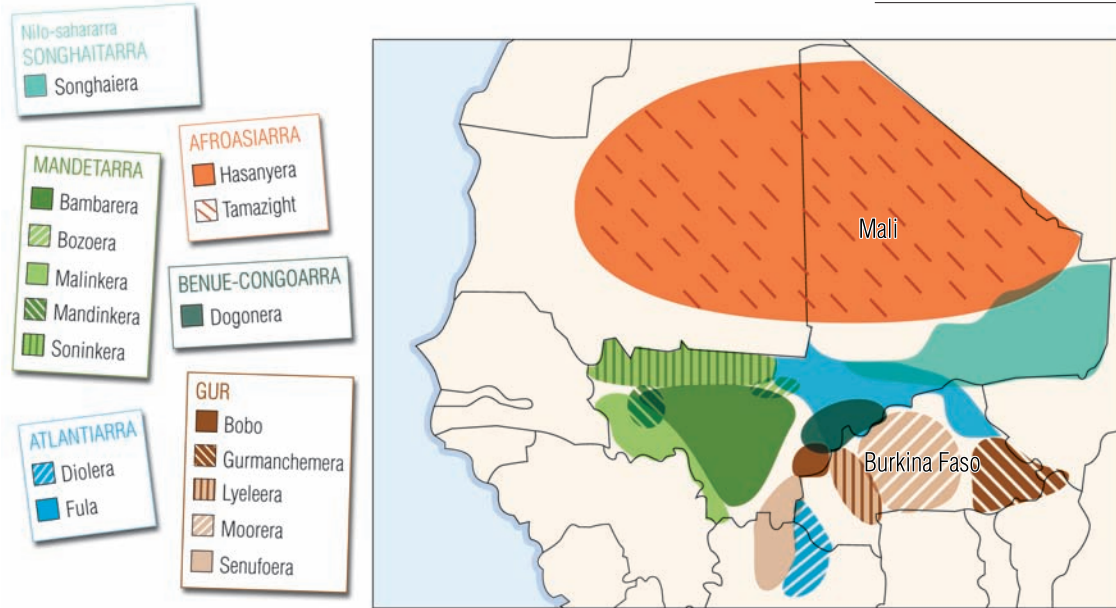 Nilo-sahararra
SONGHAITARRA
Songhaiera
AFROASIARRA
Hasanyera
Tamazight
MANDETARRA
Bambarera
Bozoera
Malinkera
Mandinkera
Soninkera
BENUE-CONGOARRA
Dogonera
GUR
Bobo
Gurmanchemera
Lyeleera
Moorera
Senufoera
ATLANTIARRA
Diolera
Fula
Mali
Burkina Faso